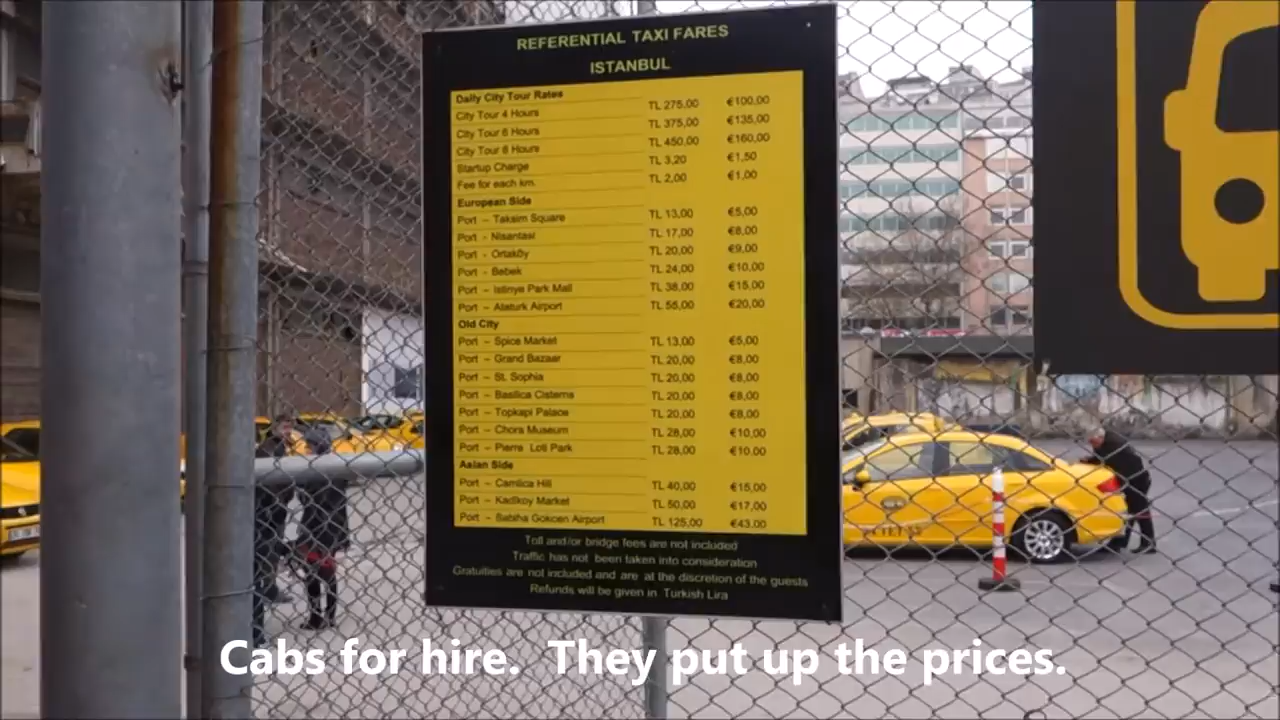 REFERENTIAL TAXI FARES
ISTANBUL
Daily City Tour Rates
City Tour 4 Hours TL 275,00 €100,00
City Tour 6 Hours TL 375,00 €135,00
City Tour 8 Hours TL 450,00 €160,00
Startup Charge TL 3,20 €1,50
Fee for each km. TL 2,00 €1,00
European Side
Port - Taksim Square TL 13,00 €5,00
Port - Nisantasi TL 17,00 €8,00
Port - Ortaköy TL 20,00 €9,00
Port - Bebek TL 24,00 €10,00
Port - Istinye Park Mall TL 38,00 €15,00
Port - Ataturk Airport TL 55,00 €20,00
Old City
Port - Spice Market TL 13,00 €5,00
Port - Grand Bazaar TL 20,00 €8,00
Port - St. Sophia TL 20,00 €8,00
Port - Basilica Cisterns TL 20,00 €8,00
Port - Topkapi Palace TL 20,00 €8,00
Port - Chora Museum TL 28,00 €10,00
Port - Pierre Loti Park TL 28,00 €10,00
Asian Side
Port - Camlica Hill TL 40,00 €15,00
Port - Kadikoy Market TL 50,00 €17,00
Port - Sabiha Gokcen Airport TL 125,00 €43,00
Toll and/or bridge fees are not included
Traffic has not been taken into consideration
Gratuities are not included and are at the discretion of the guests
Refunds will be given in Turkish Lira
Cabs for hire. They put up the prices.